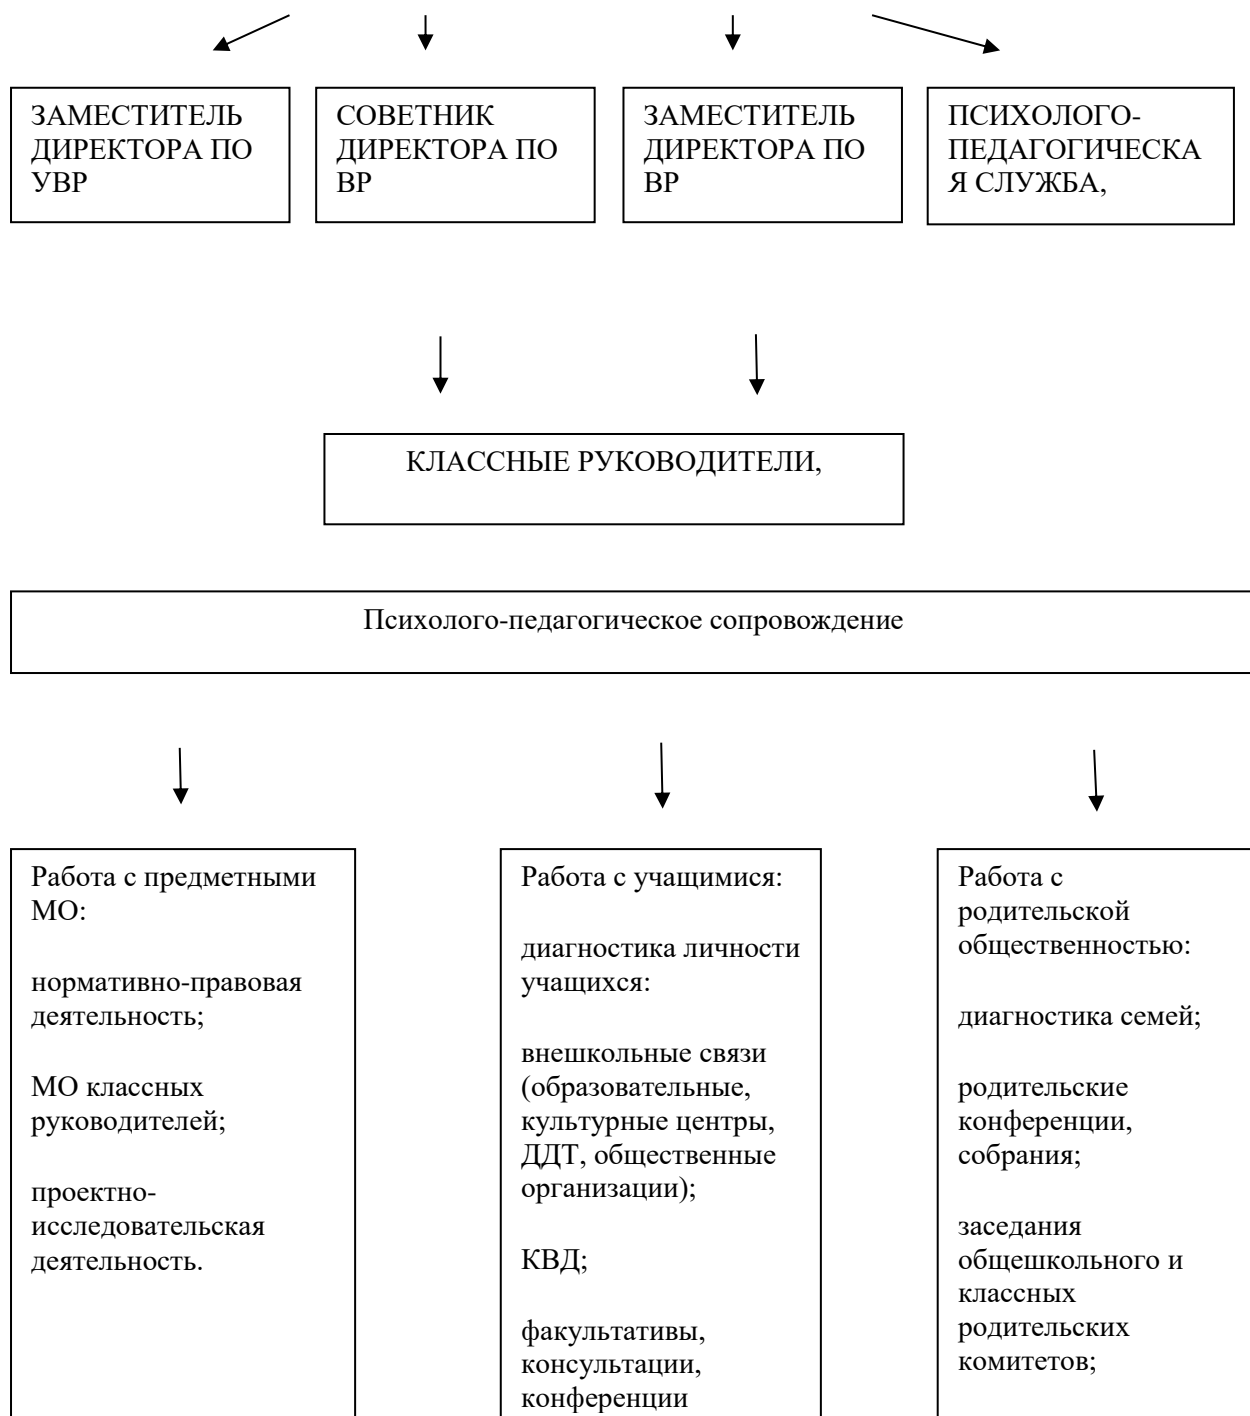 ЗАМЕСТИТЕЛЬ
ДИРЕКТОРА ПО
УВР
СОВЕТНИК
ДИРЕКТОРА ПО
ВР
ЗАМЕСТИТЕЛЬ
ДИРЕКТОРА ПО
ВР
ПСИХОЛОГО-
ПЕДАГОГИЧЕСКА
Я СЛУЖБА,
КЛАССНЫЕ РУКОВОДИТЕЛИ,
Психолого-педагогическое сопровождение
Работа с предметными
МО:
нормативно-правовая
деятельность;
МО классных
руководителей;
проектно-
исследовательская
деятельность.
Работа с учащимися:
диагностика личности
учащихся:
внешкольные связи
(образовательные,
культурные центры,
ДДТ, общественные
организации);
КВД;
факультативы,
консультации,
конференции
Работа с
родительской
общественностью:
диагностика семей;
родительские
конференции,
собрания;
заседания
общешкольного и
классных
родительских
комитетов;